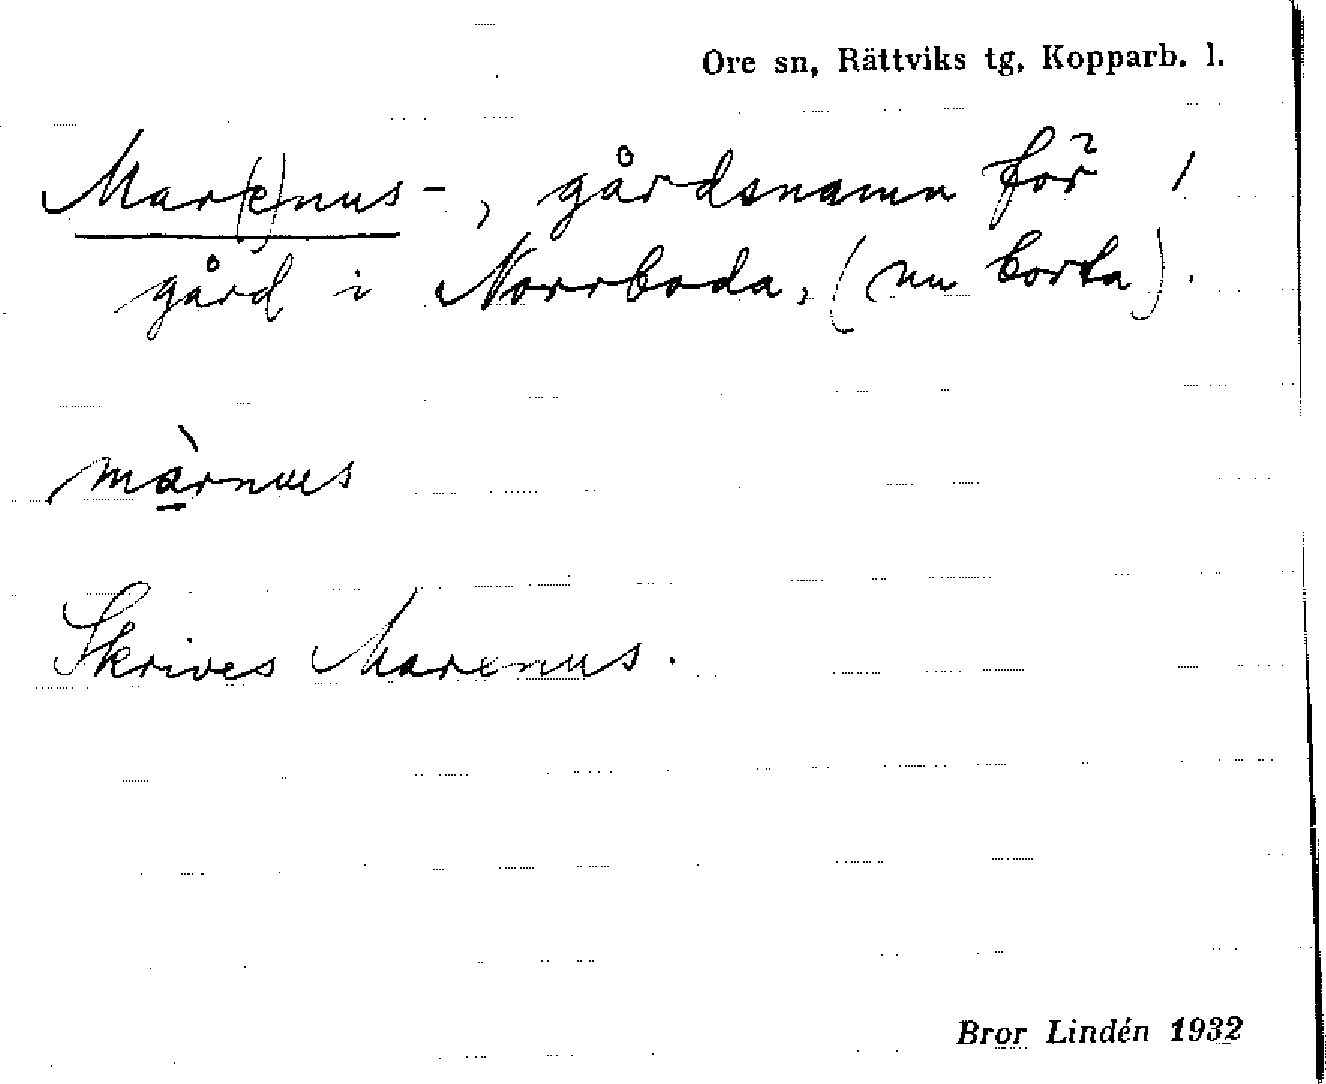 Ore sn, Rättviks tg, Kopparb. l.
Mar(e)nus-, gårdsnamn för 1
gård i Norrboda, (nu borta).
màrnus
Skrives Marenus.
Bror Lindén 1932